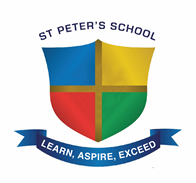 ST PETER'S SCHOOL
LEARN, ASPIRE, EXCEED